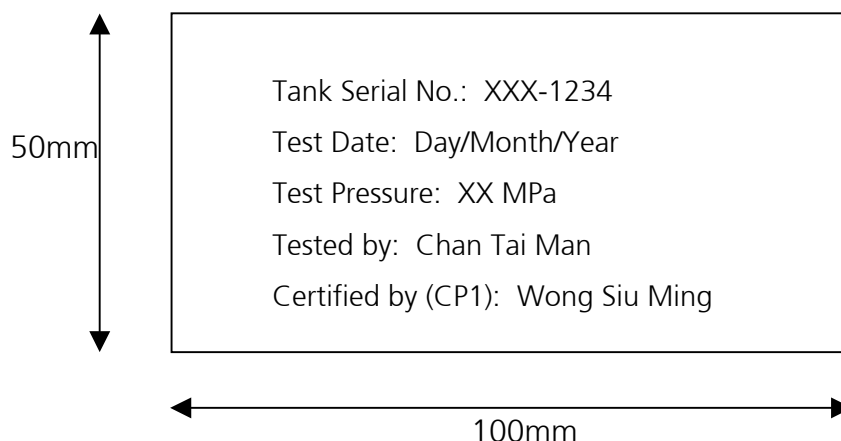 Tank Serial No.: XXX-1234
50mm
Test Date: Day/Month/Year
Test Pressure: XX MPa
Tested by: Chan Tai Man
Certified by (CP1): Wong Siu Ming
100mm